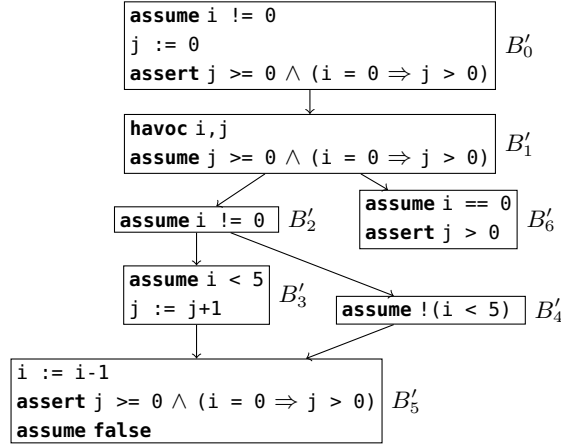 assume i != 0
j := 0
assert j >= 0 ∧ (i = 0 ⇒ j > 0)
B′0
havoc i,j
assume j >= 0 ∧ (i = 0 ⇒ j > 0)
B′1
assume i != 0
B′2
assume i == 0
assert j > 0
B′6
assume i < 5
j := j+1
B′3
assume !(i < 5)
B′4
i := i-1
assert j >= 0 ∧ (i = 0 ⇒ j > 0)
assume false
B′5